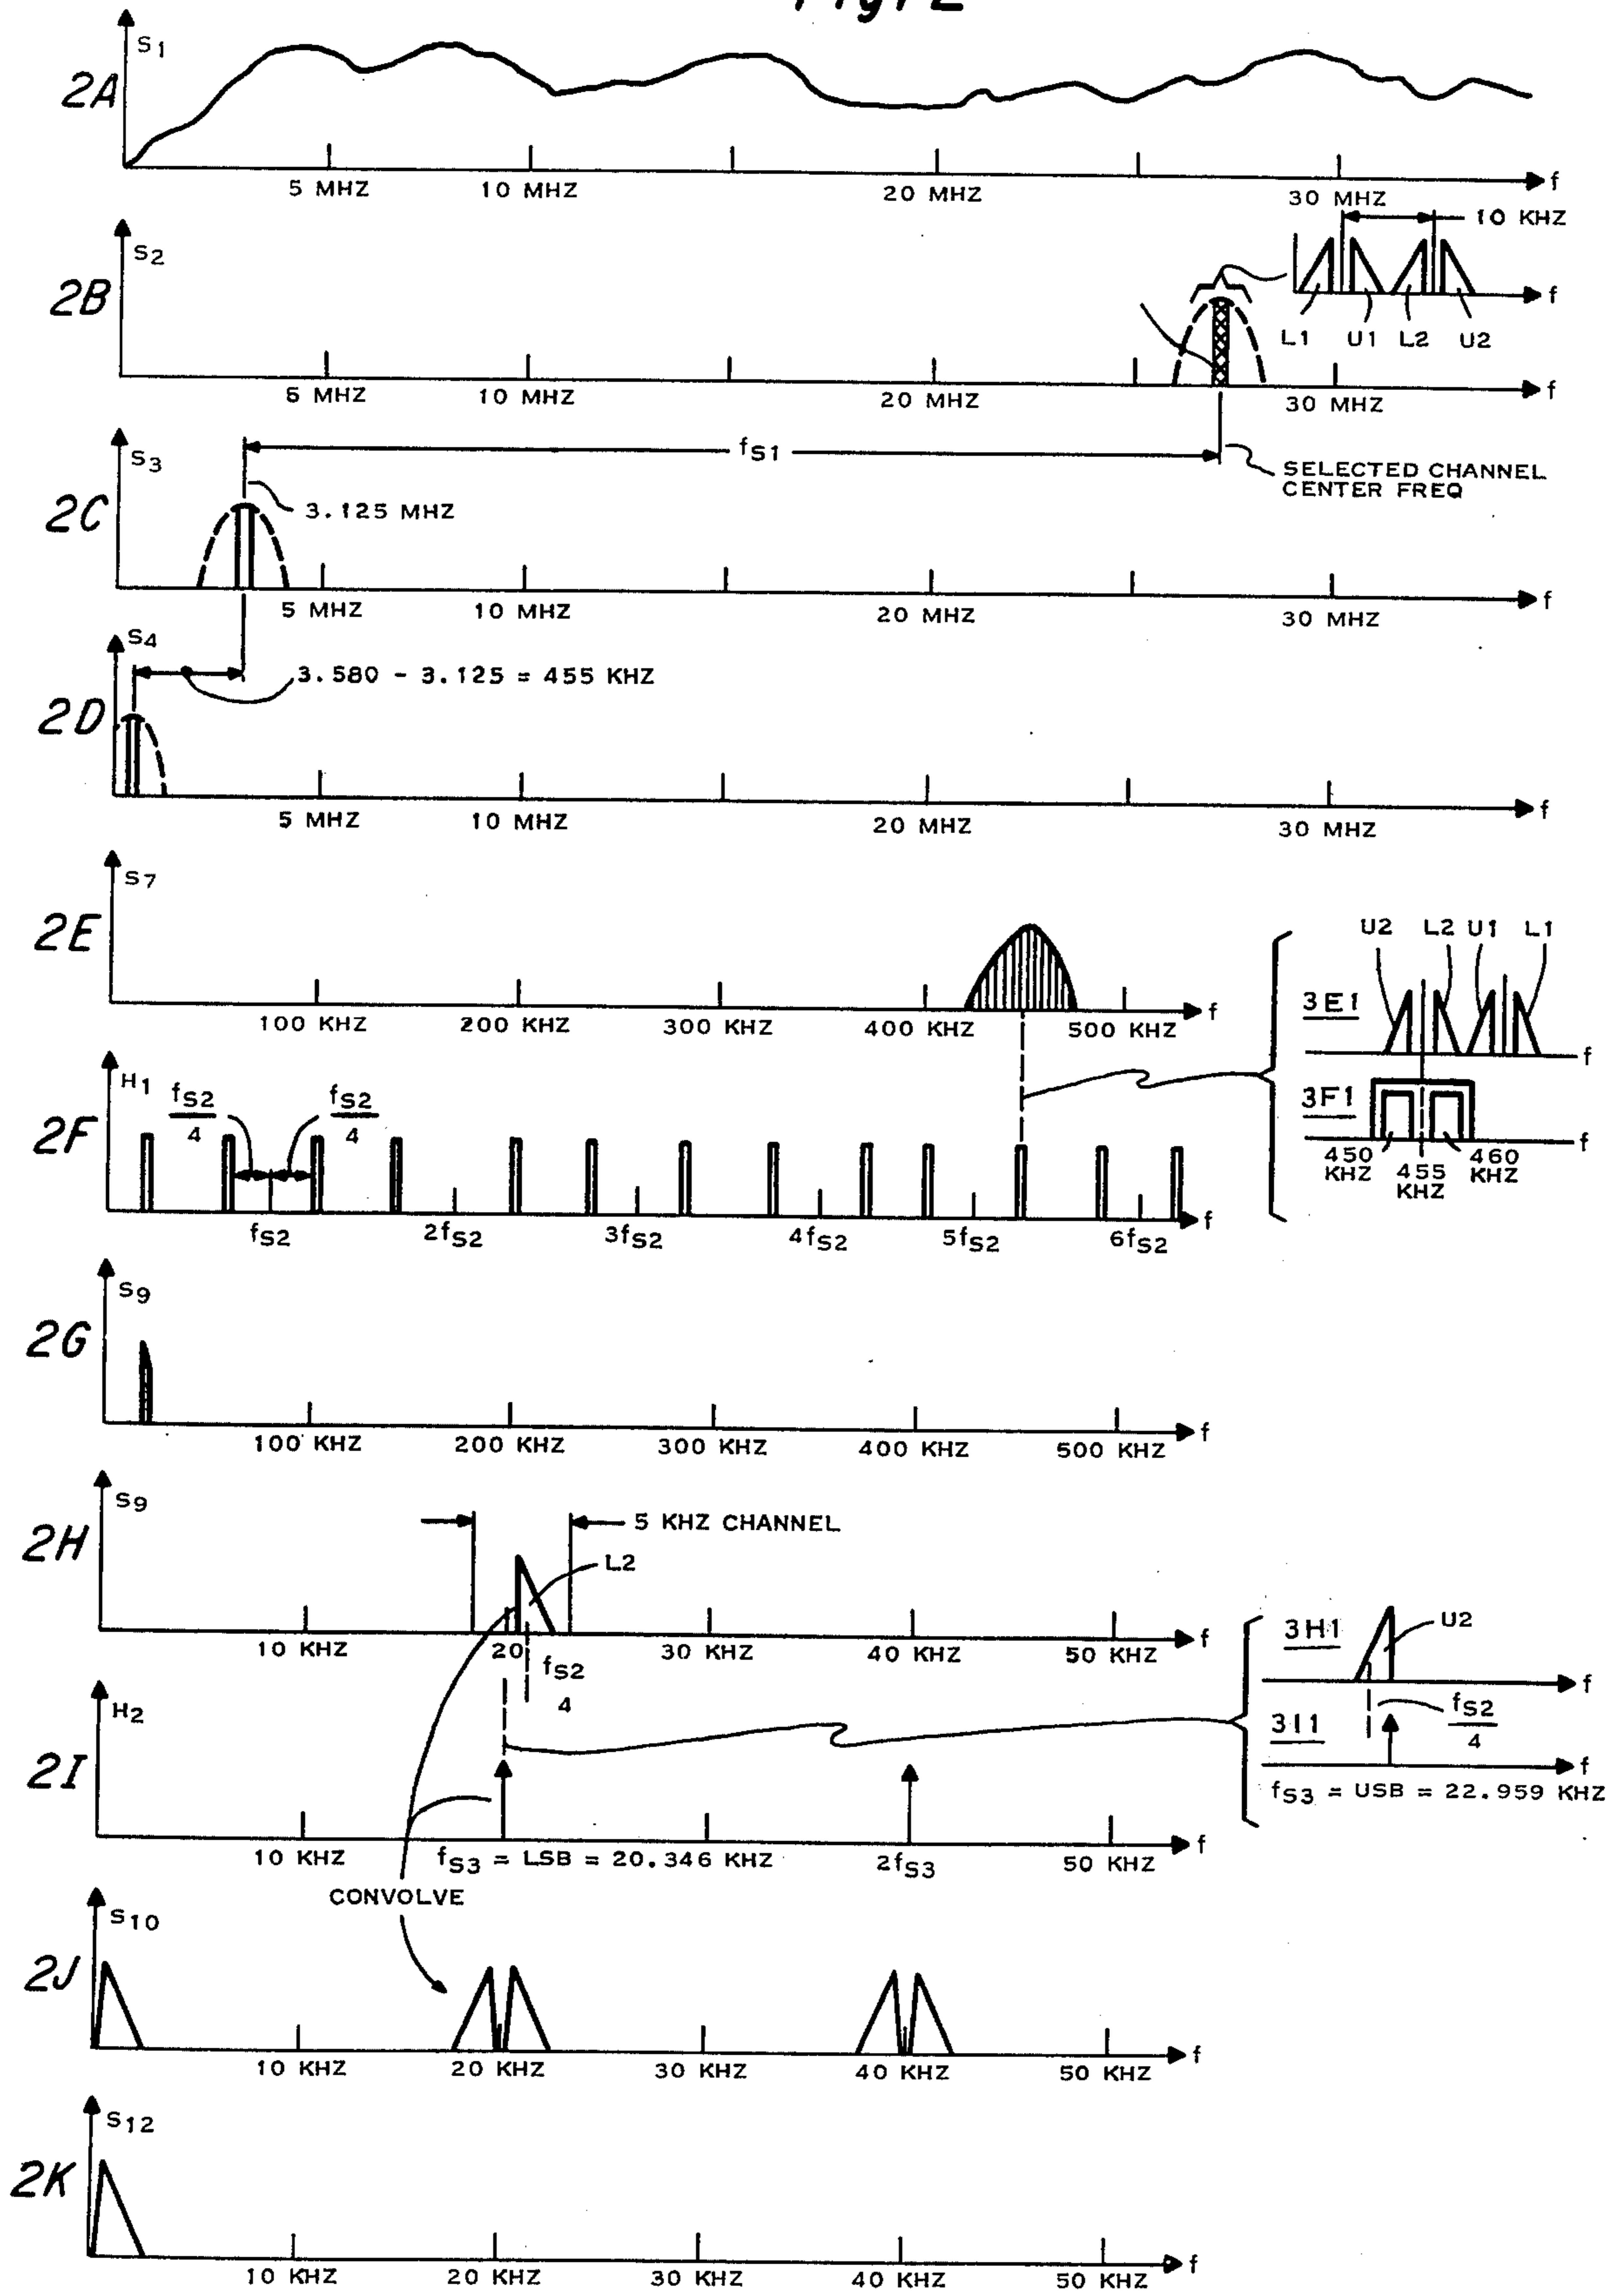 Fig. 2
2A
S1
5 MHZ 10 MHZ 20 MHZ 30 MHZ f
2B
S2
10 KHZ
f
L1 U1 L2 U2
5 MHZ 10 MHZ 20 MHZ 30 MHZ f
2C
S3
fS1
SELECTED CHANNEL
CENTER FREQ
3.125 MHZ
5 MHZ 10 MHZ 20 MHZ 30 MHZ f
2D
S4
3.580 - 3.125 = 455 KHZ
5 MHZ 10 MHZ 20 MHZ 30 MHZ f
2E
S7
100 KHZ 200 KHZ 300 KHZ 400 KHZ 500 KHZ f
U2 L2 U1 L1
3E1
f
2F
H1
fS2
4
fS2
4
fS2 2fS2 3fS2 4fS2 5fS2 6fS2 f
3F1
f
450
KHZ
455
KHZ
460
KHZ
2G
S9
100 KHZ 200 KHZ 300 KHZ 400 KHZ 500 KHZ f
2H
S9
5 KHZ CHANNEL
L2
10 KHZ 20 30 KHZ 40 KHZ 50 KHZ f
fS2
4
3H1
U2
f
2I
H2
10 KHZ fS3 = LSB = 20.346 KHZ 2fS3 50 KHZ f
3I1
fS2
4
f
fS3 = USB = 22.959 KHZ
CONVOLVE
2J
S10
10 KHZ 20 KHZ 30 KHZ 40 KHZ 50 KHZ f
2K
S12
10 KHZ 20 KHZ 30 KHZ 40 KHZ 50 KHZ f